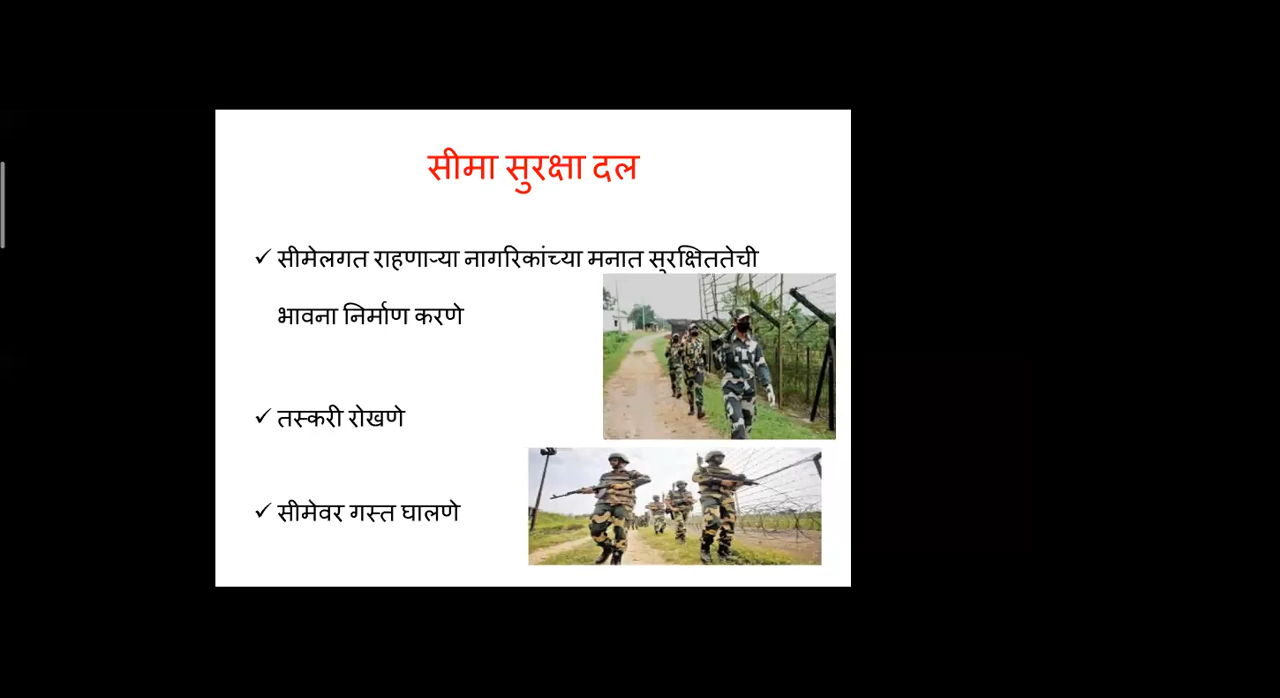 सीमा सुरक्षा दल
✓ सीमेलगत राहणाऱ्या नागरिकांच्या मनात सुरक्षिततेची
भावना निर्माण करणे
✓ तस्करी रोखणे
✓ सीमेवर गस्त घालणे